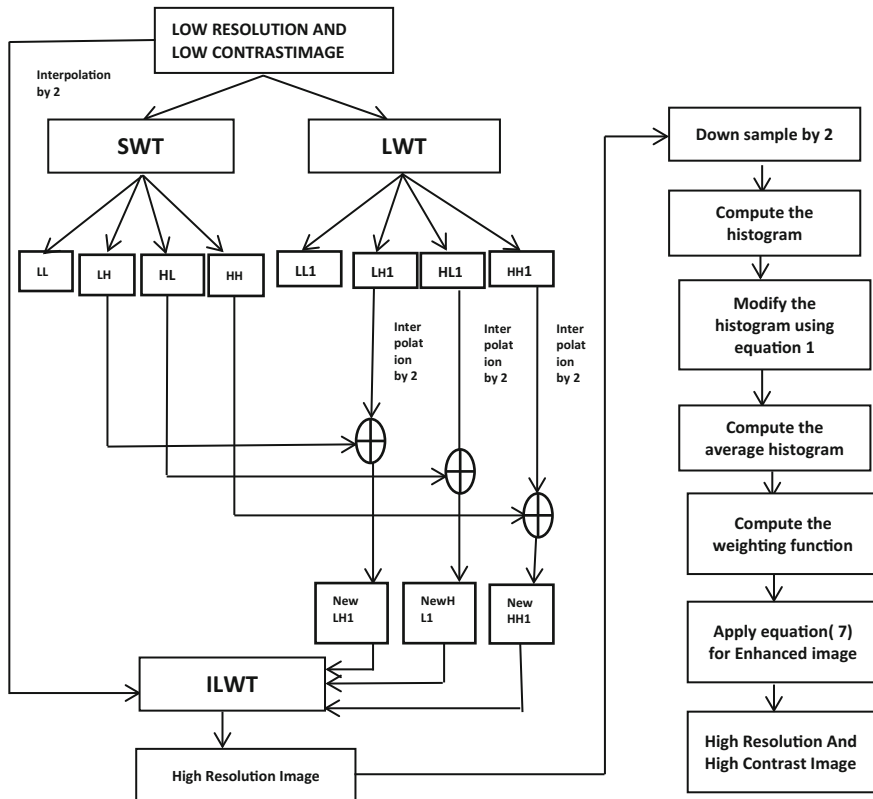 LOW RESOLUTION AND
LOW CONTRASTIMAGE
Interpolation
by 2
SWT
LWT
LL
LH
HL
HH
LL1
LH1
HL1
HH1
Inter
polat
ion
by 2
Inter
polat
ion
by 2
Inter
polat
ion
by 2
New
LH1
NewH
L1
New
HH1
ILWT
High Resolution Image
Down sample by 2
Compute the
histogram
Modify the
histogram using
equation 1
Compute the
average histogram
Compute the
weighting function
Apply equation( 7)
for Enhanced image
High Resolution And
High Contrast Image